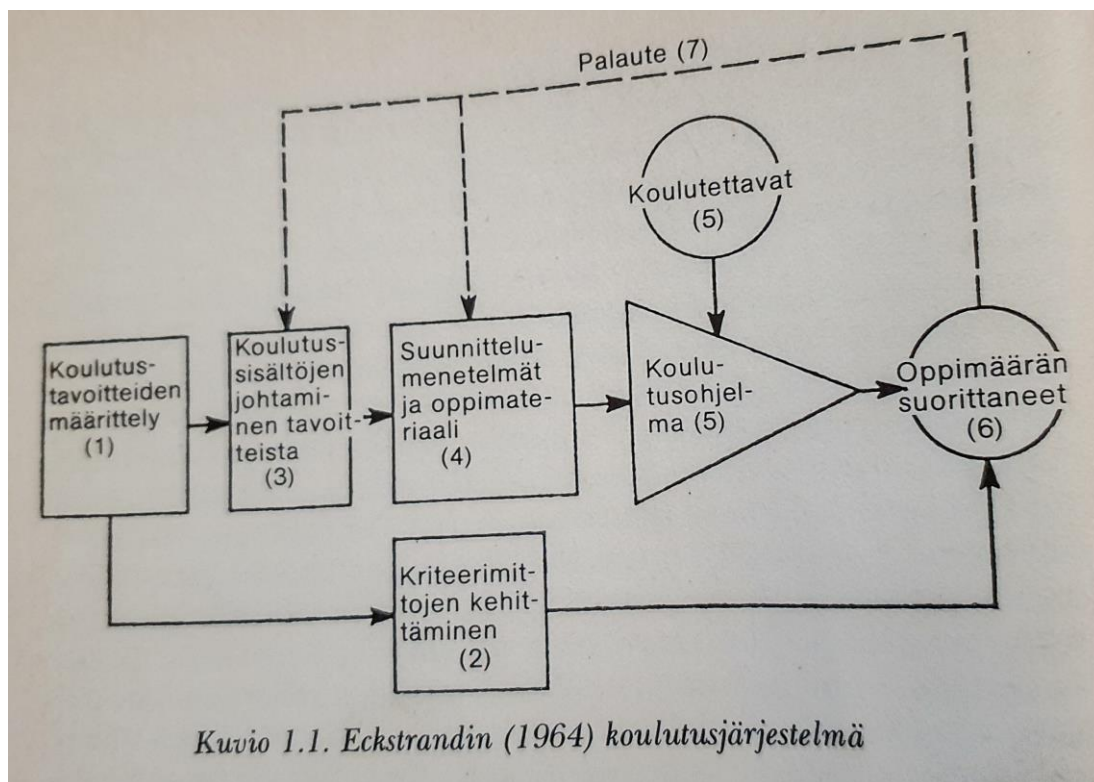 Palaute (7)
Koulutettavat
(5)
Koulutus-
tavoitteiden
määrittely
(1)
Koulutus-
sisältöjen
johtami-
nen tavoit-
teista
(3)
Suunnittelu-
menetelmät
ja oppimate-
riaali
(4)
Koulu-
tusohjel-
ma (5)
Oppimäärän
suorittaneet
(6)
Kriteerimit-
tojen kehit-
täminen
(2)
Kuvio 1.1. Eckstrandin (1964) koulutusjärjestelmä